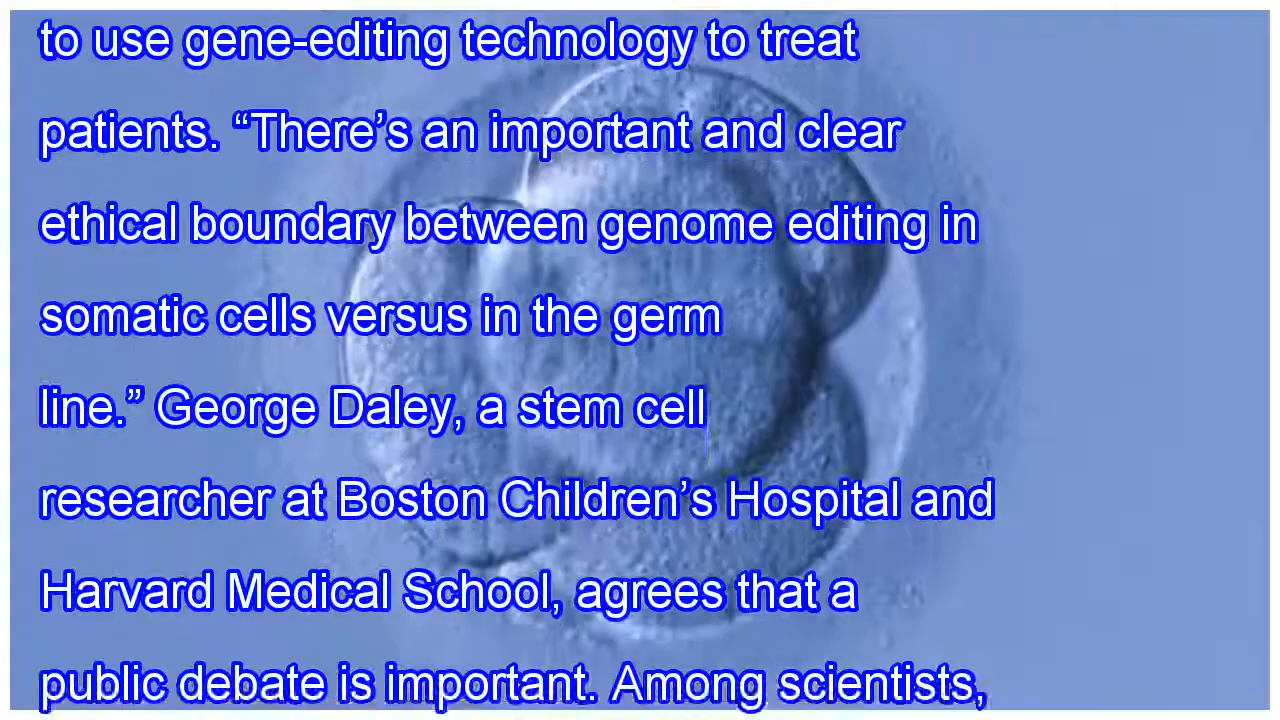 to use gene-editing technology to treat
patients. “There’s an important and clear
ethical boundary between genome editing in
somatic cells versus in the germ
line.” George Daley, a stem cell
researcher at Boston Children’s Hospital and
Harvard Medical School, agrees that a
public debate is important. Among scientists,